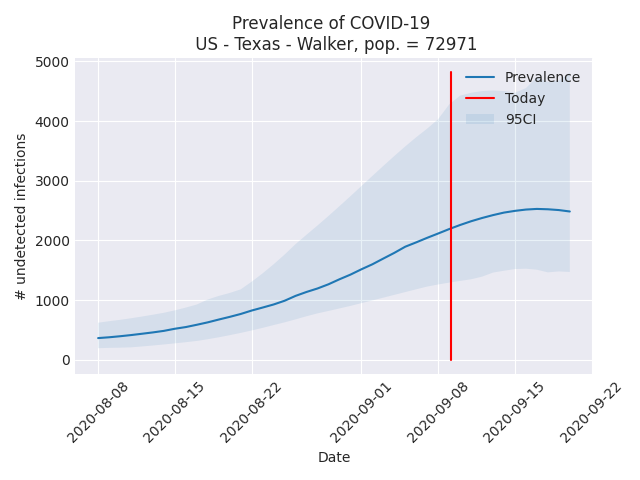 Prevalence of COVID-19
US - Texas - Walker, pop. = 72971
5000
4000
3000
2000
1000
0
# undetected infections
Prevalence
Today
95CI
2020-08-08
2020-08-15
2020-08-22
2020-09-01
2020-09-08
2020-09-15
2020-09-22
Date